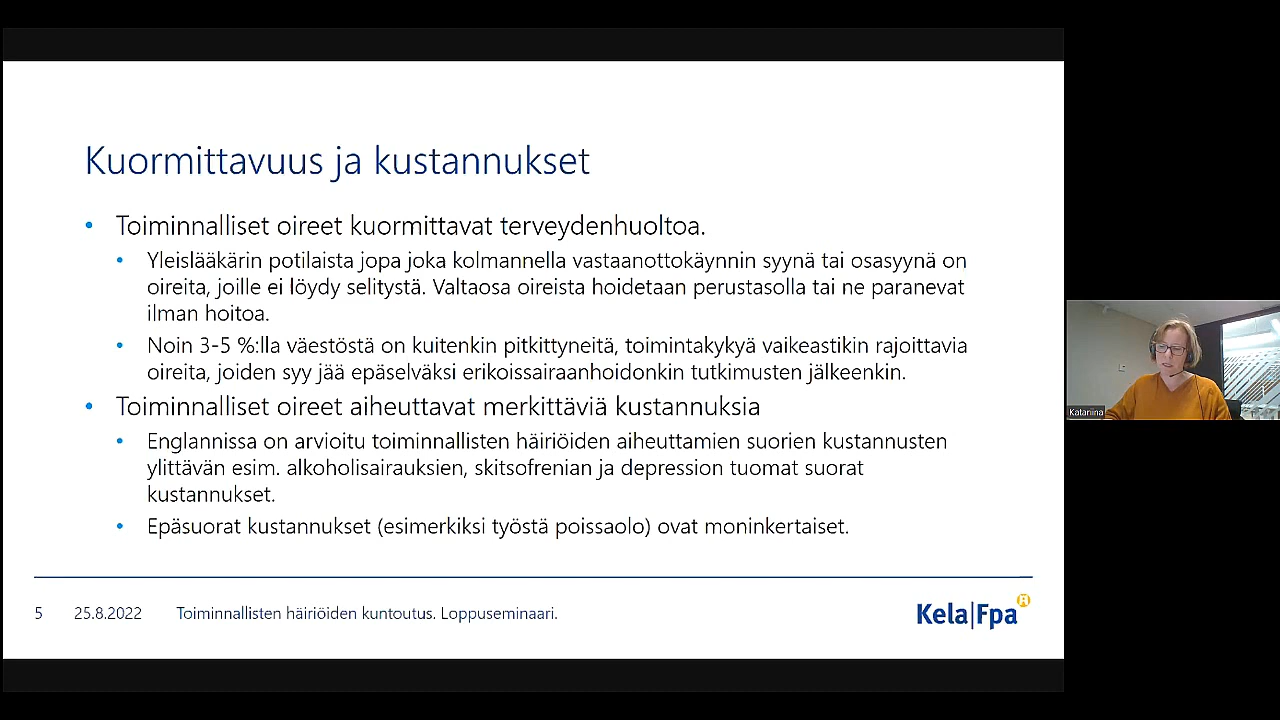 Kuormittavuus ja kustannukset
• Toiminnalliset oireet kuormittavat terveydenhuoltoa.
• Yleislääkärin potilaista jopa joka kolmannella vastaanottokäynnin syynä tai osasyynä on
oireita, joille ei löydy selitystä. Valtaosa oireista hoidetaan perustasolla tai ne paranevat
ilman hoitoa.
• Noin 3-5 %:lla väestöstä on kuitenkin pitkittyneitä, toimintakykyä vaikeastikin rajoittavia
oireita, joiden syy jää epäselväksi erikoissairaanhoidonkin tutkimusten jälkeenkin.
• Toiminnalliset oireet aiheuttavat merkittäviä kustannuksia
• Englannissa on arvioitu toiminnallisten häiriöiden aiheuttamien suorien kustannusten
ylittävän esim. alkoholisairauksien, skitsofrenian ja depression tuomat suorat
kustannukset.
• Epäsuorat kustannukset (esimerkiksi työstä poissaolo) ovat moninkertaiset.
5 25.8.2022 Toiminnallisten häiriöiden kuntoutus. Loppuseminaari.
Kela|Fpa
Katariina